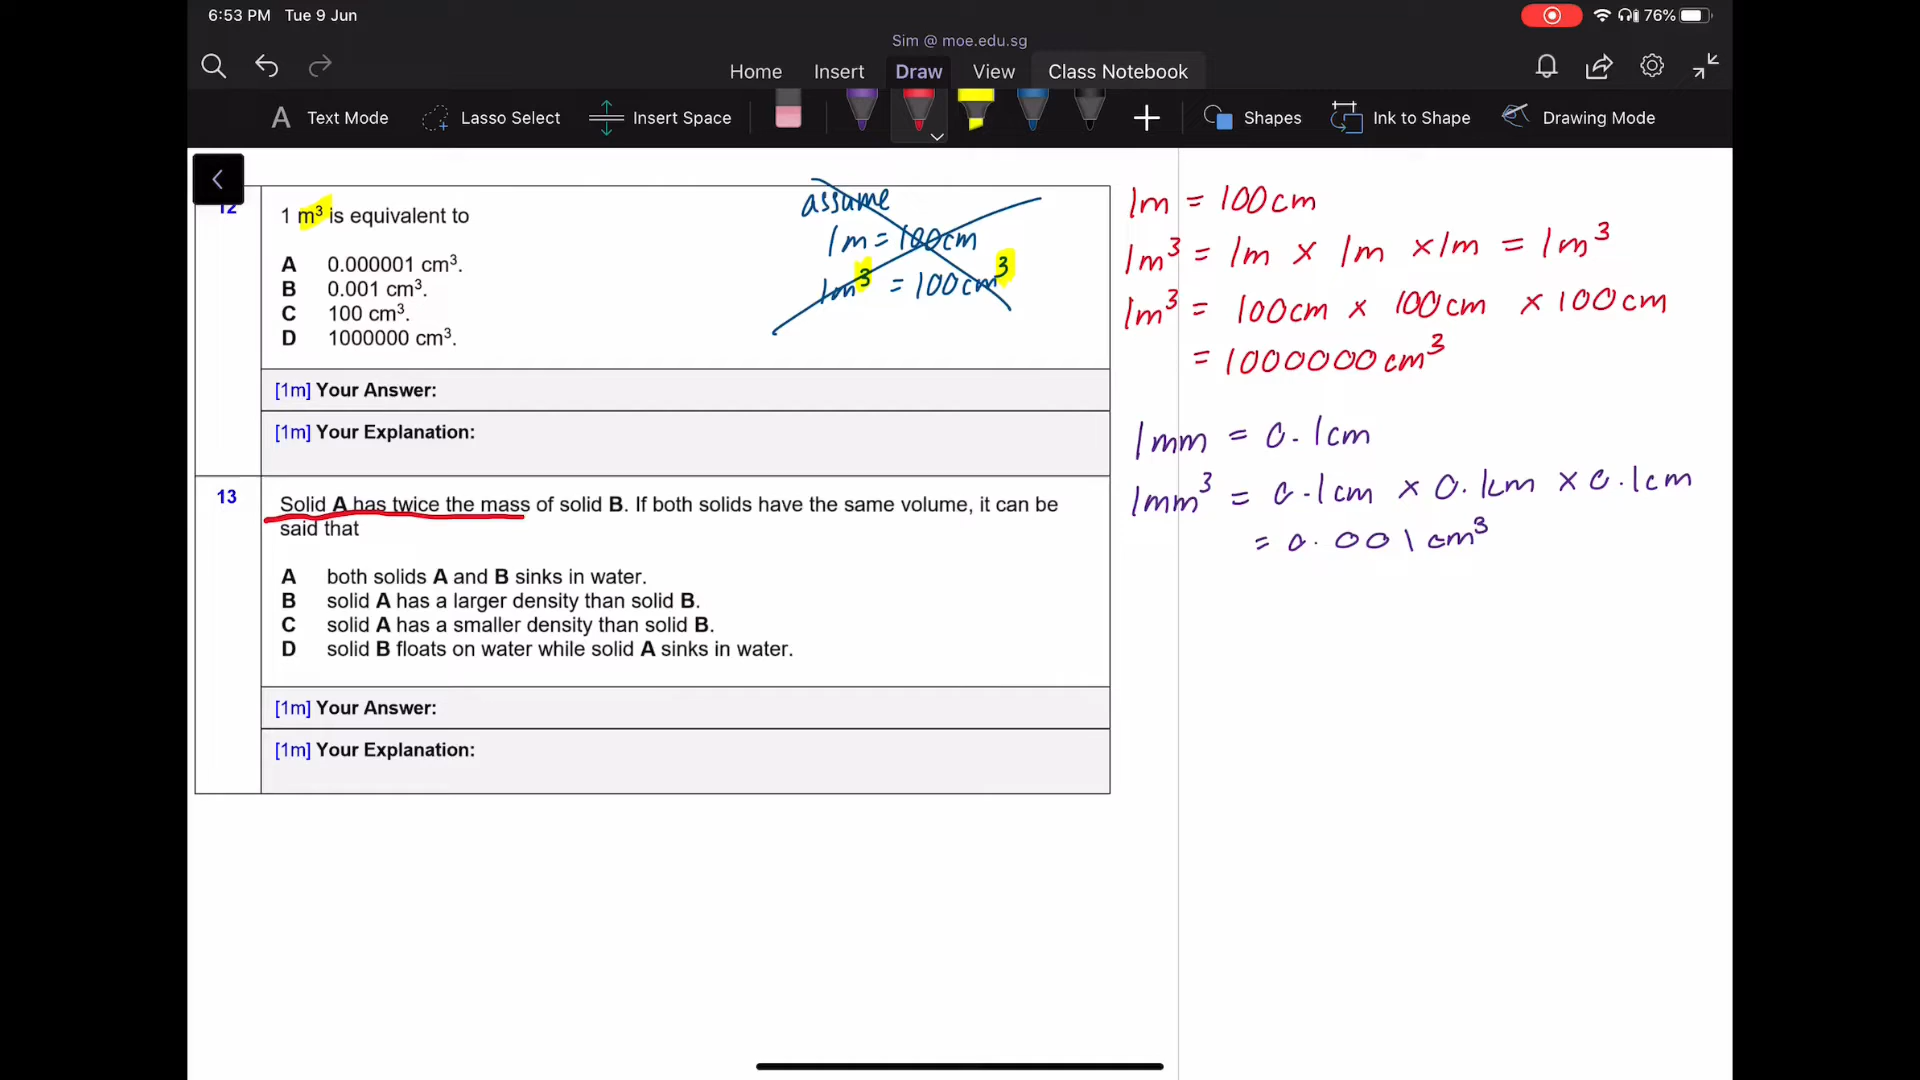 6:53 PM Tue 9 Jun
76%
Sim @ moe.edu.sg
Home Insert Draw View Class Notebook
Text Mode Lasso Select Insert Space Shapes Ink to Shape Drawing Mode
12
1 m³ is equivalent to
A 0.000001 cm³.
B 0.001 cm³.
C 100 cm³.
D 1000000 cm³.
assume
1m = 100cm
1m³ = 100cm³
[1m] Your Answer:
[1m] Your Explanation:
13
Solid A has twice the mass of solid B. If both solids have the same volume, it can be
said that
A both solids A and B sinks in water.
B solid A has a larger density than solid B.
C solid A has a smaller density than solid B.
D solid B floats on water while solid A sinks in water.
[1m] Your Answer:
[1m] Your Explanation:
1m = 100cm
1m³ = 1m x 1m x 1m = 1m³
1m³ = 100cm x 100cm x 100cm
= 1000000cm³
1mm = 0.1cm
1mm³ = 0.1cm x 0.1cm x 0.1cm
= 0.001cm³